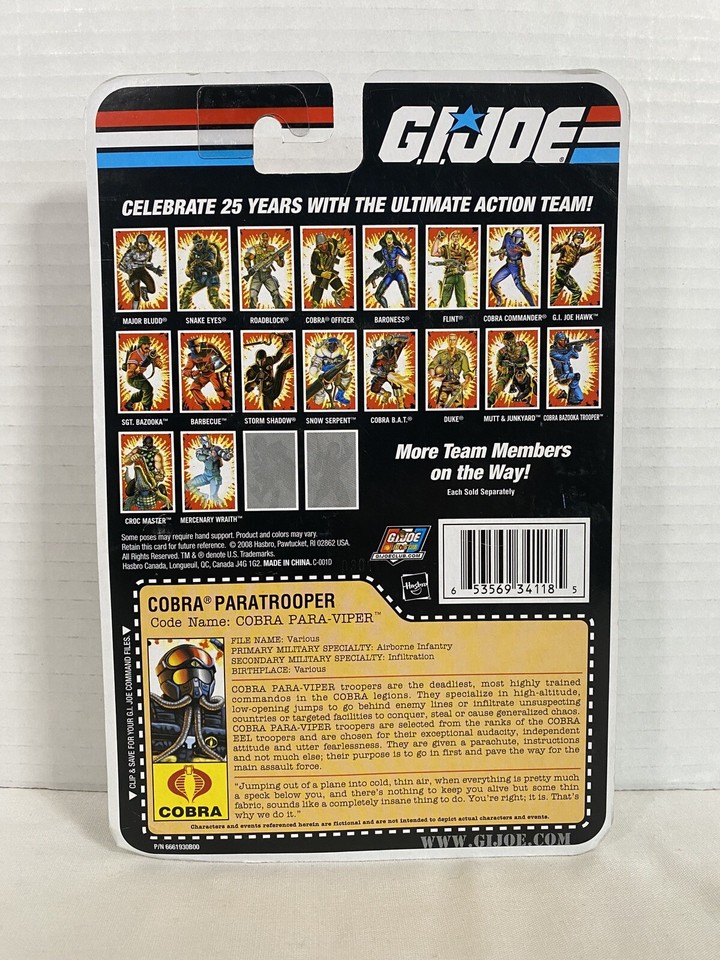 G.I.JOE®
CELEBRATE 25 YEARS WITH THE ULTIMATE ACTION TEAM!
MAJOR BLUDD® SNAKE EYES® ROADBLOCK® COBRA® OFFICER BARONESS® FLINT® COBRA COMMANDER® G.I. JOE HAWK™
SGT. BAZOOKA™ BARBECUE™ STORM SHADOW® SNOW SERPENT™ COBRA B.A.T.® DUKE® MUTT & JUNKYARD™ COBRA BAZOOKA TROOPER™
CROC MASTER™ MERCENARY WRAITH™
More Team Members
on the Way!
Each Sold Separately
Some poses may require hand support. Product and colors may vary.
Retain this card for future reference. © 2008 Hasbro, Pawtucket, RI 02862 USA.
All Rights Reserved. TM & ® denote U.S. Trademarks.
Hasbro Canada, Longueuil, QC, Canada J4G 1G2. MADE IN CHINA. C-001D
G.I.JOE
GIJOECLUB.COM
Hasbro
6 53569 34118 5
COBRA® PARATROOPER
Code Name: COBRA PARA-VIPER™
FILE NAME: Various
PRIMARY MILITARY SPECIALTY: Airborne Infantry
SECONDARY MILITARY SPECIALTY: Infiltration
BIRTHPLACE: Various
COBRA PARA-VIPER troopers are the deadliest, most highly trained
commandos in the COBRA legions. They specialize in high-altitude,
low-opening jumps to go behind enemy lines or infiltrate unsuspecting
countries or targeted facilities to conquer, steal or cause generalized chaos.
COBRA PARA-VIPER troopers are selected from the ranks of the COBRA
EEL troopers and are chosen for their exceptional audacity, independent
attitude and utter fearlessness. They are given a parachute, instructions
and not much else; their purpose is to go in first and pave the way for the
main assault force.
"Jumping out of a plane into cold, thin air, when everything is pretty much
a speck below you, and there's nothing to keep you alive but some thin
fabric, sounds like a completely insane thing to do. You're right; it is. That's
why we do it."
Characters and events referenced herein are fictional and are not intended to depict actual characters and events.
COBRA
▼ CLIP & SAVE FOR YOUR G.I. JOE COMMAND FILES. ▼
P/N 6661930B00
WWW.GIJOE.COM